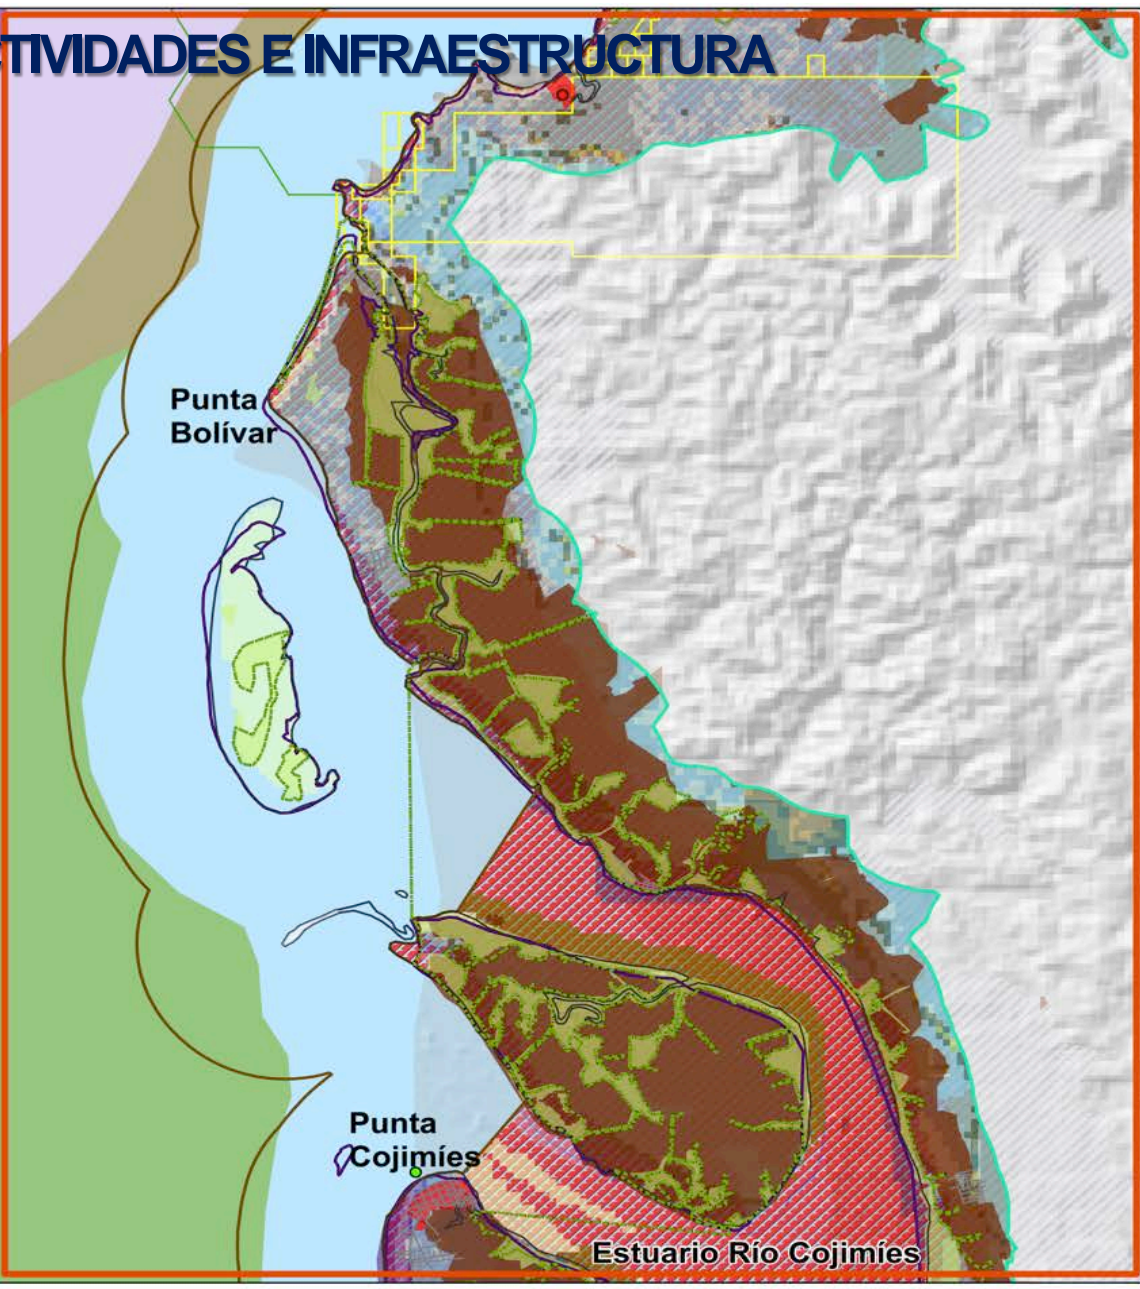 TIVIDADES E INFRAESTRUCTURA
Punta
Bolívar
Punta
Cojimíes
Estuario Río Cojimíes